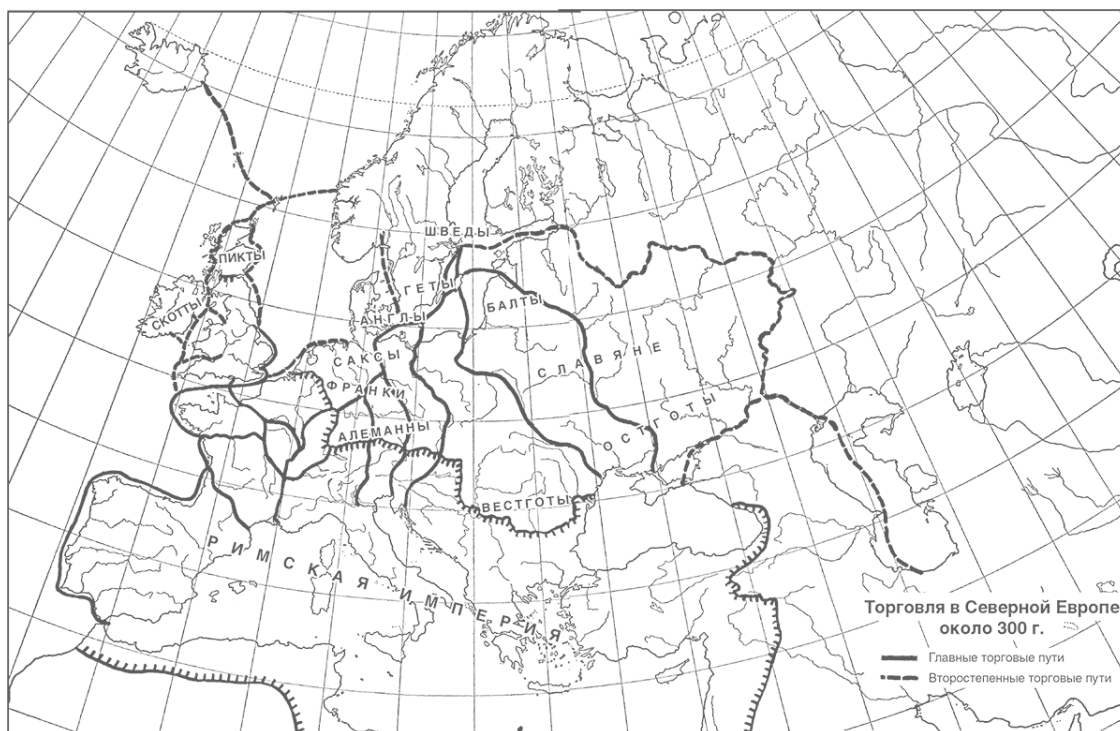 ШВЕДЫ
ПИКТЫ
ГЕТЫ
СКОТТЫ
БАЛТЫ
АНГЛЫ
САКСЫ
СЛАВЯНЕ
ФРАНКИ
ОСТГОТЫ
АЛЕМАННЫ
ВЕСТГОТЫ
РИМСКАЯ ИМПЕРИЯ
Торговля в Северной Европе
около 300 г.
Главные торговые пути
Второстепенные торговые пути